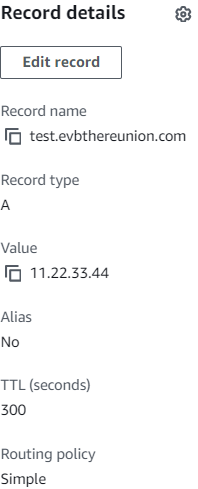 Record details
Edit record
Record name
test.evbthereunion.com
Record type
A
Value
11.22.33.44
Alias
No
TTL (seconds)
300
Routing policy
Simple